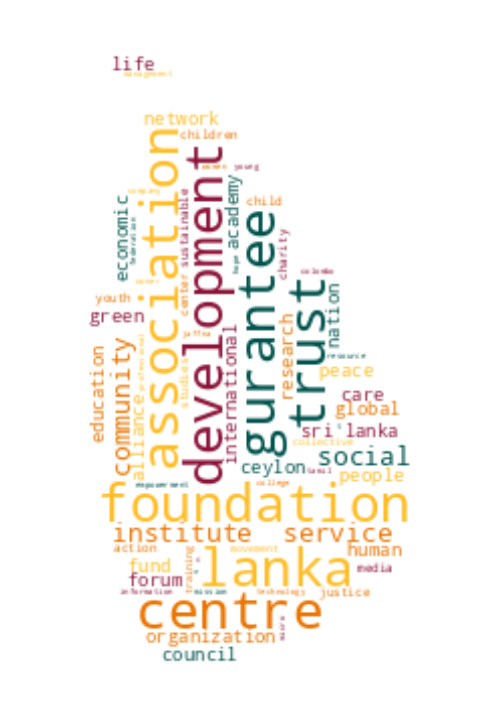 life
management
network
children
association
development
women
young
company
sustainable
academy
child
economic
federation
hope
gurantee
charity
center
colombo
trust
nation
youth
green
jaffna
research
international
resource
education
community
professional
studies
peace
alliance
care
global
sri lanka
collective
social
ceylon
tamil
people
empowerment
college
foundation
institute
service
action
movement
human
training
fund
forum
lanka
media
information
mission
technology
justice
centre
micro
organization
council